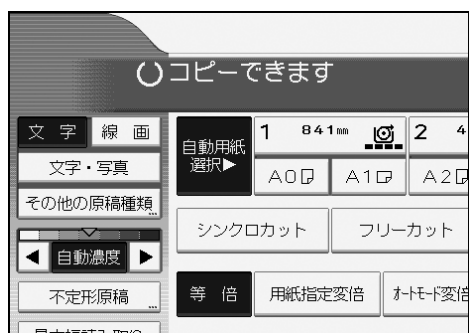 コピーできます
文 字 線 画
文字・写真
その他の原稿種類
自動濃度
不定形原稿
自動用紙
選択▶
1 841mm 2 4
A0 A1 A2
シンクロカット フリーカット
等 倍 用紙指定変倍 オートモード変倍